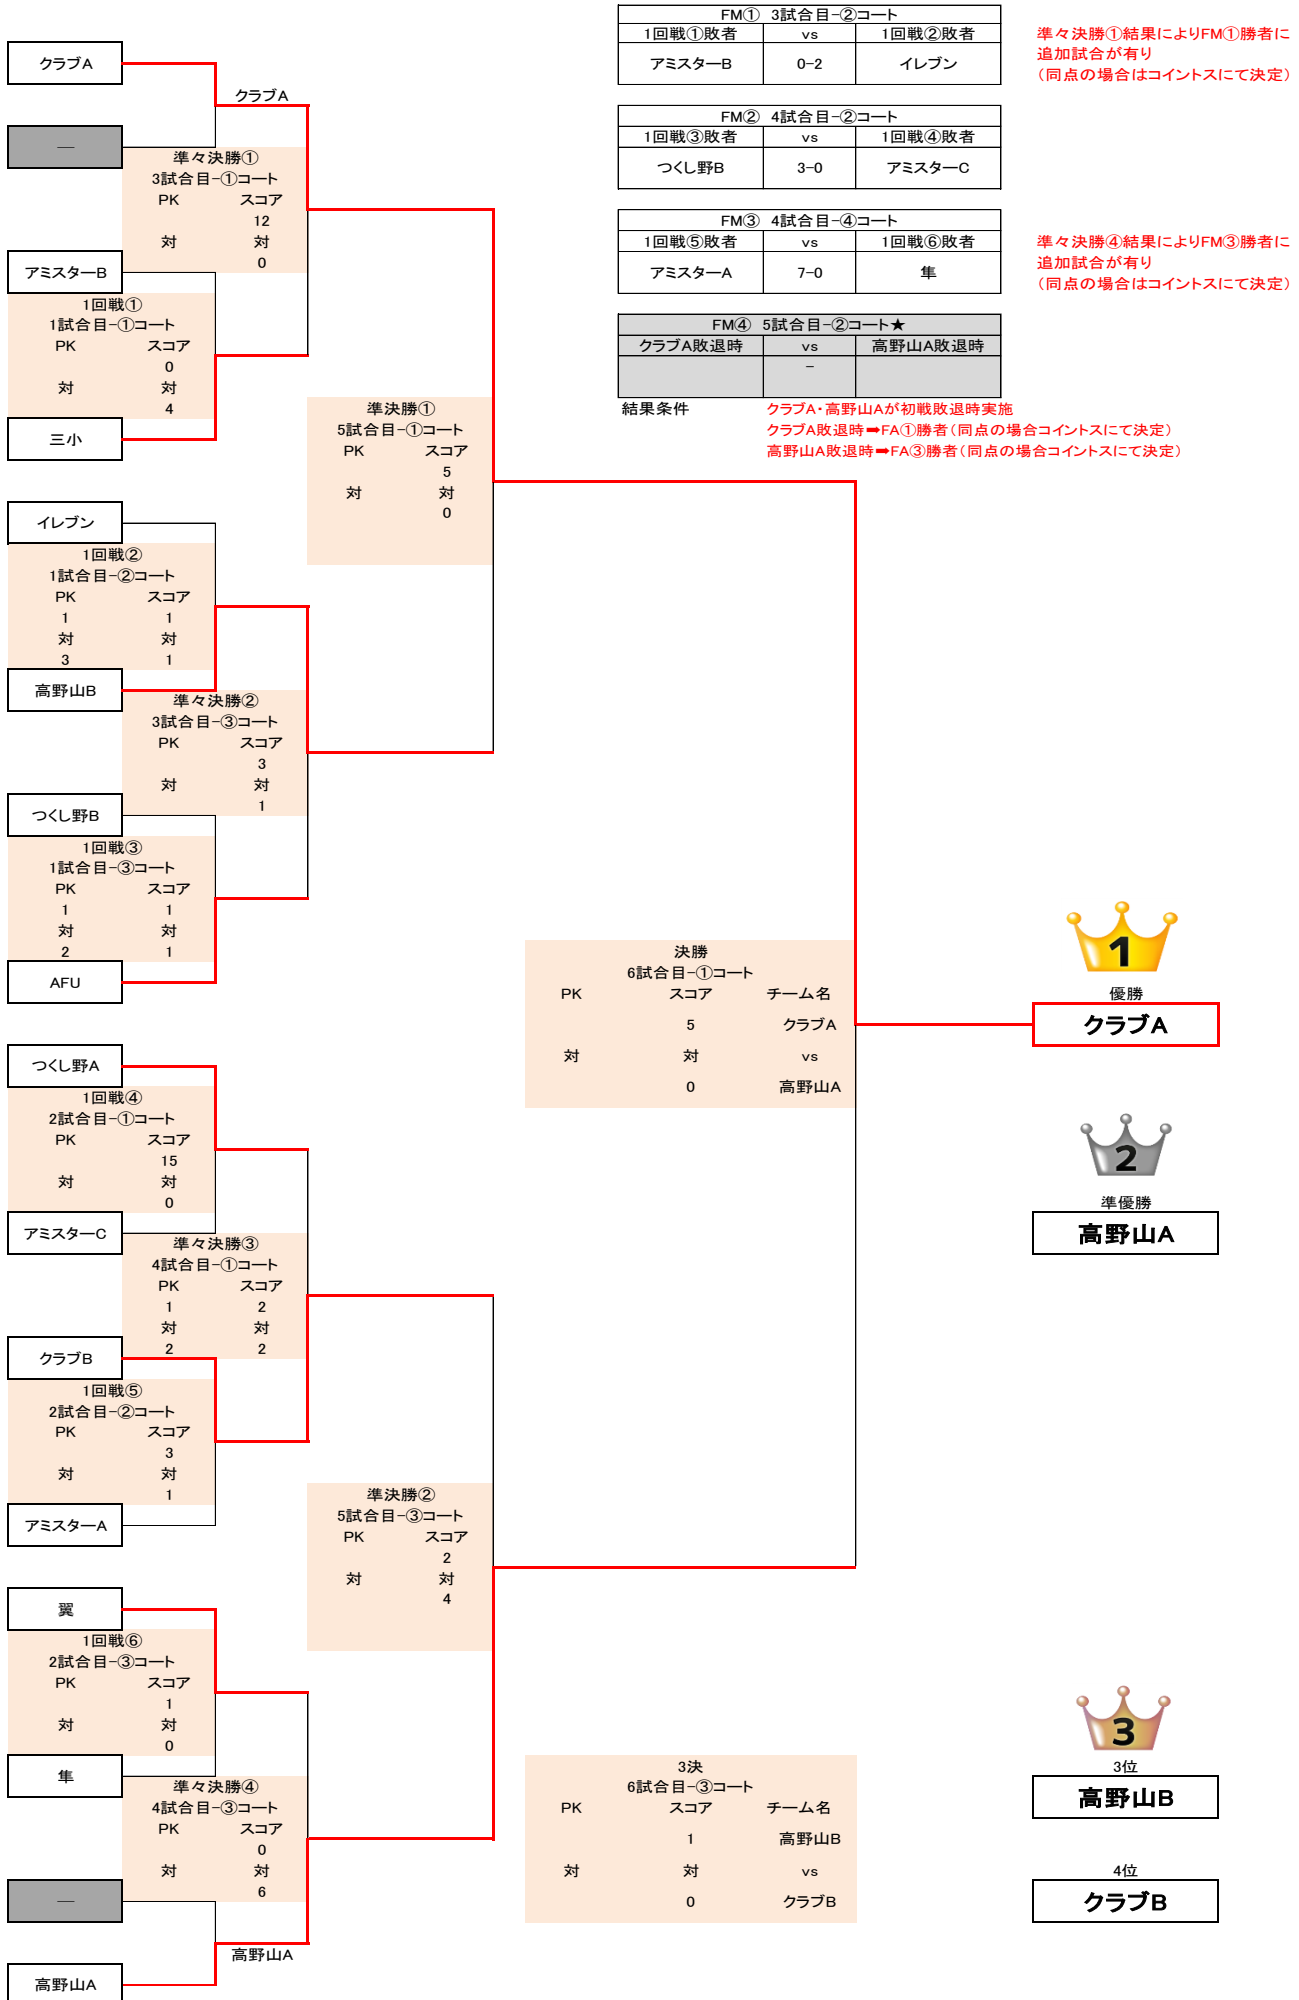 FM① 3試合目-②コート
1回戦①敗者 vs 1回戦②敗者
アミスターB 0-2 イレブン
準々決勝①結果によりFM①勝者に
追加試合が有り
（同点の場合はコイントスにて決定）
FM② 4試合目-②コート
1回戦③敗者 vs 1回戦④敗者
つくし野B 3-0 アミスターC
FM③ 4試合目-④コート
1回戦⑤敗者 vs 1回戦⑥敗者
アミスターA 7-0 隼
準々決勝④結果によりFM③勝者に
追加試合が有り
（同点の場合はコイントスにて決定）
FM④ 5試合目-②コート★
クラブA敗退時 vs 高野山A敗退時
-
結果条件 クラブA・高野山Aが初戦敗退時実施
クラブA敗退時➡FA①勝者（同点の場合コイントスにて決定）
高野山A敗退時➡FA③勝者（同点の場合コイントスにて決定）
クラブA
クラブA
—
準々決勝①
3試合目-①コート
PK スコア
12
対 対
0
アミスターB
1回戦①
1試合目-①コート
PK スコア
0
対 対
4
三小
準決勝①
5試合目-①コート
PK スコア
5
対 対
0
イレブン
1回戦②
1試合目-②コート
PK スコア
1 1
対 対
3 1
高野山B
準々決勝②
3試合目-③コート
PK スコア
3
対 対
1
つくし野B
1回戦③
1試合目-③コート
PK スコア
1 1
対 対
2 1
AFU
決勝
6試合目-①コート
PK スコア チーム名
5 クラブA
対 対 vs
0 高野山A
1
優勝
クラブA
2
準優勝
高野山A
つくし野A
1回戦④
2試合目-①コート
PK スコア
15
対 対
0
アミスターC
準々決勝③
4試合目-①コート
PK スコア
1 2
対 対
2 2
クラブB
1回戦⑤
2試合目-②コート
PK スコア
3
対 対
1
アミスターA
準決勝②
5試合目-③コート
PK スコア
2
対 対
4
翼
1回戦⑥
2試合目-③コート
PK スコア
1
対 対
0
隼
準々決勝④
4試合目-③コート
PK スコア
0
対 対
6
—
高野山A
高野山A
3決
6試合目-③コート
PK スコア チーム名
1 高野山B
対 対 vs
0 クラブB
3
3位
高野山B
4位
クラブB